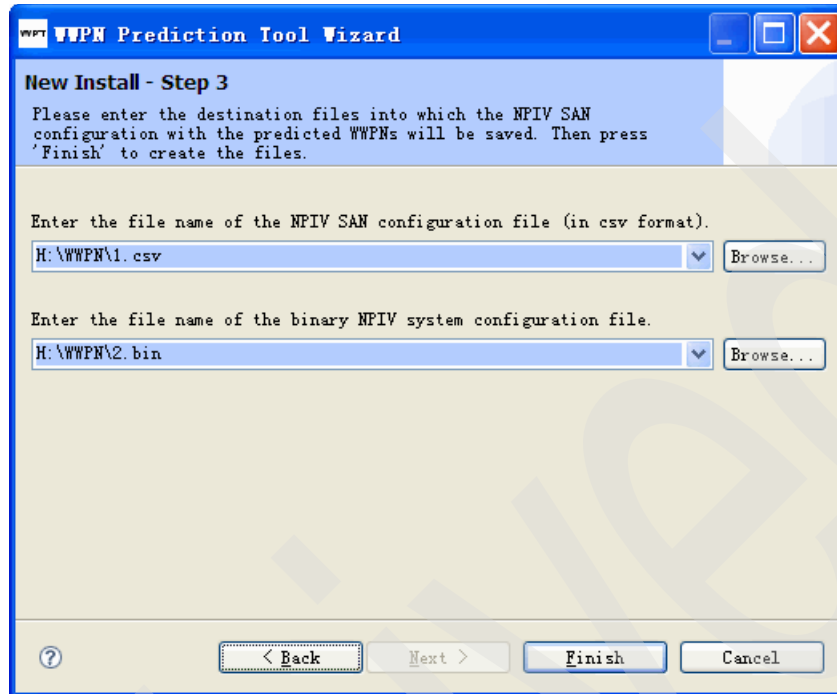 WWPT WWPN Prediction Tool Wizard
New Install - Step 3
Please enter the destination files into which the NPIV SAN
configuration with the predicted WWPNs will be saved. Then press
'Finish' to create the files.
Enter the file name of the NPIV SAN configuration file (in csv format).
H:\WWPN\1.csv Browse...
Enter the file name of the binary NPIV system configuration file.
H:\WWPN\2.bin Browse...
? < Back Next > Finish Cancel